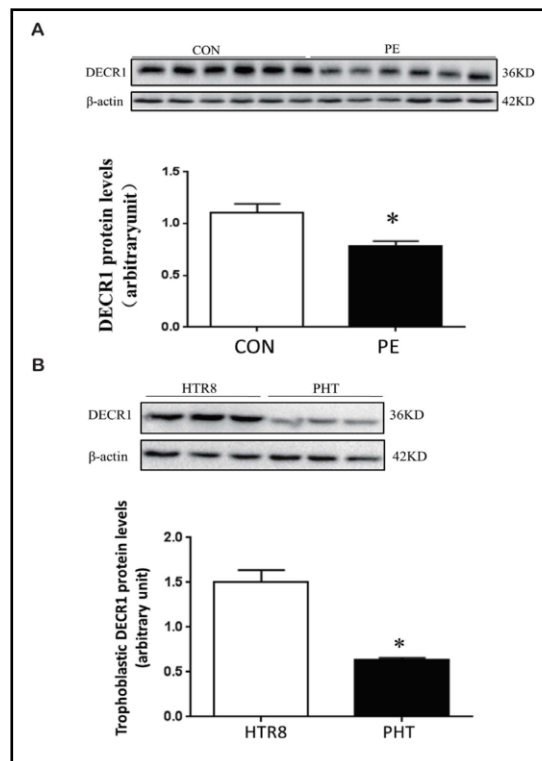 A
CON PE
DECR1 36KD
β-actin 42KD
DECR1 protein levels
(arbitraryunit)
1.5
1.0
0.5
0.0
*
CON PE
B
HTR8 PHT
DECR1 36KD
β-actin 42KD
Trophoblastic DECR1 protein levels
(arbitrary unit)
2.0
1.5
1.0
0.5
0.0
*
HTR8 PHT